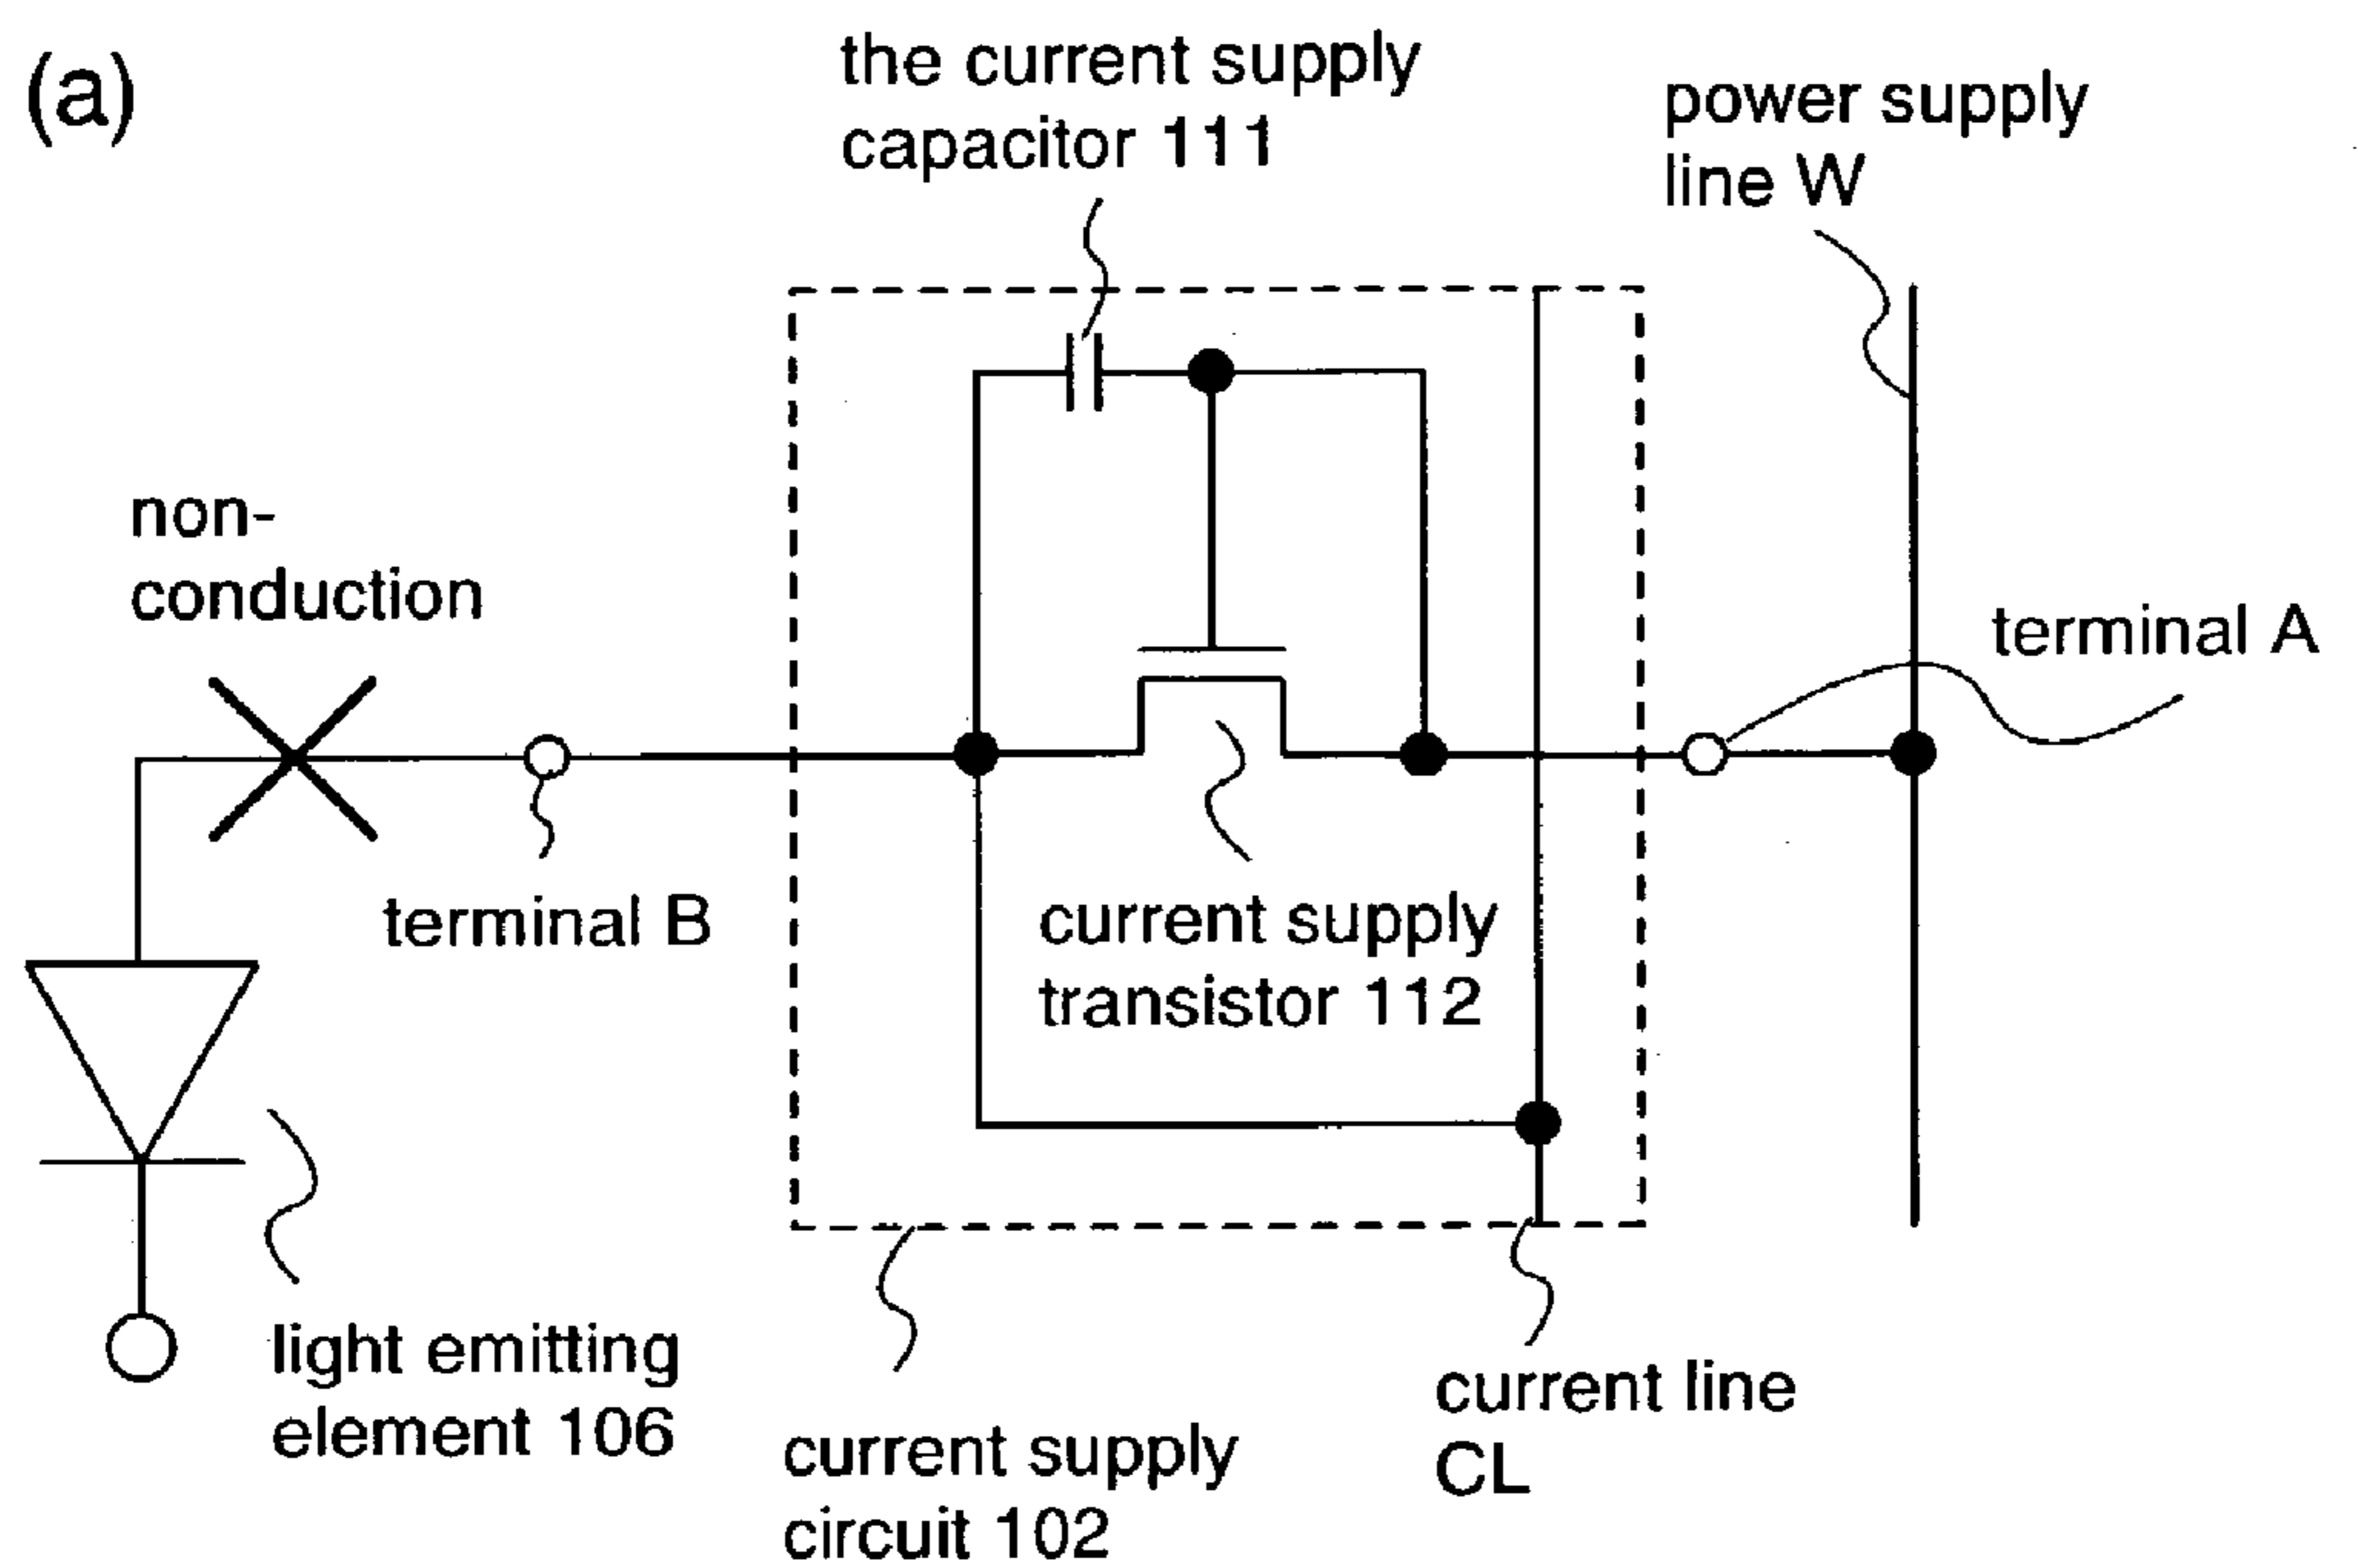 (a)
the current supply
capacitor 111
power supply
line W
non-
conduction
terminal A
terminal B
current supply
transistor 112
light emitting
element 106
current line
CL
current supply
circuit 102